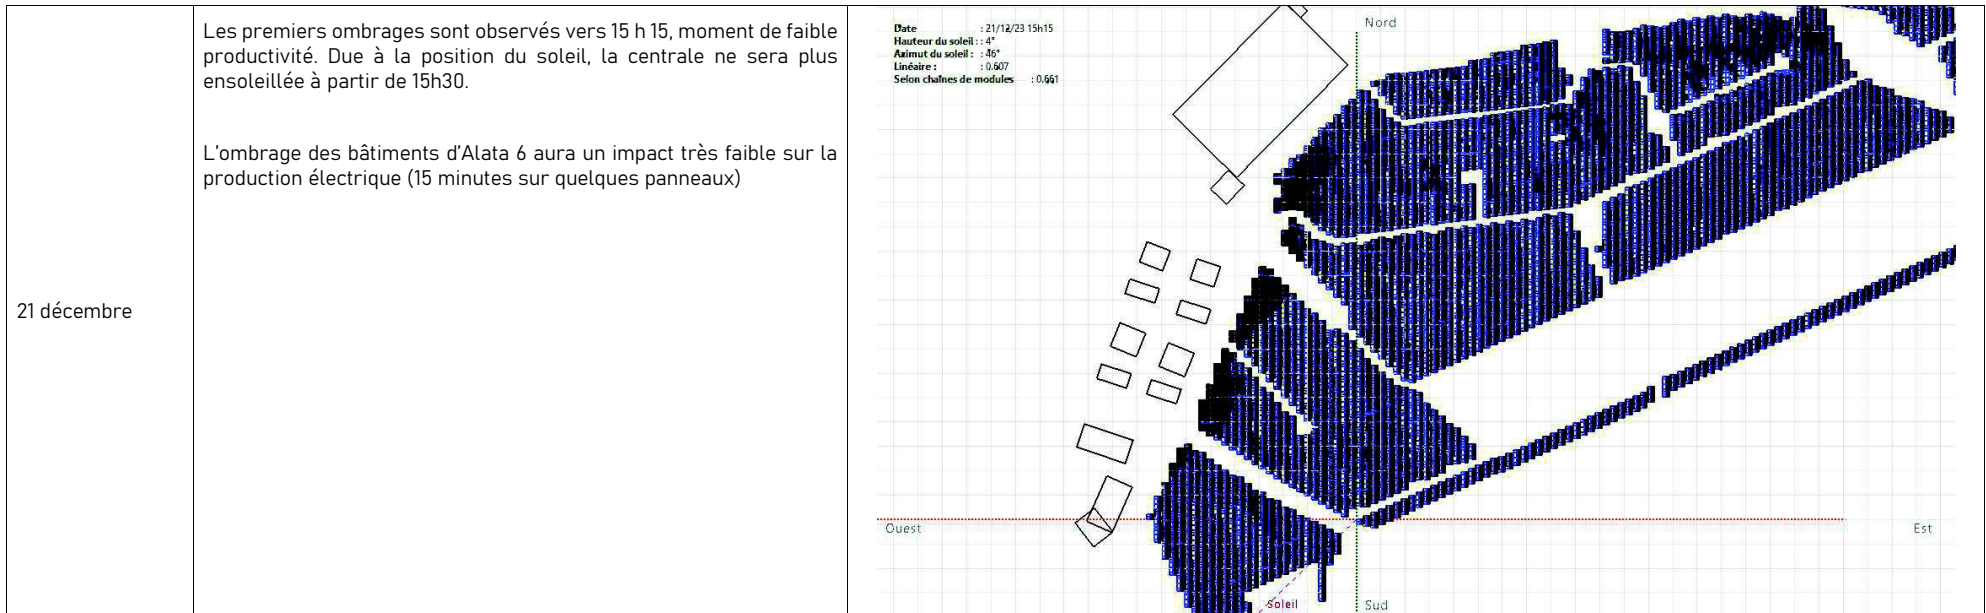 21 décembre
Les premiers ombrages sont observés vers 15 h 15, moment de faible
productivité. Due à la position du soleil, la centrale ne sera plus
ensoleillée à partir de 15h30.
L'ombrage des bâtiments d'Alata 6 aura un impact très faible sur la
production électrique (15 minutes sur quelques panneaux)
Date : 21/12/23 15h15
Hauteur du soleil : : 4°
Azimut du soleil : : 46°
Linéaire : : 0.607
Selon chaînes de modules : 0.661
Nord
Ouest
Est
Soleil
Sud